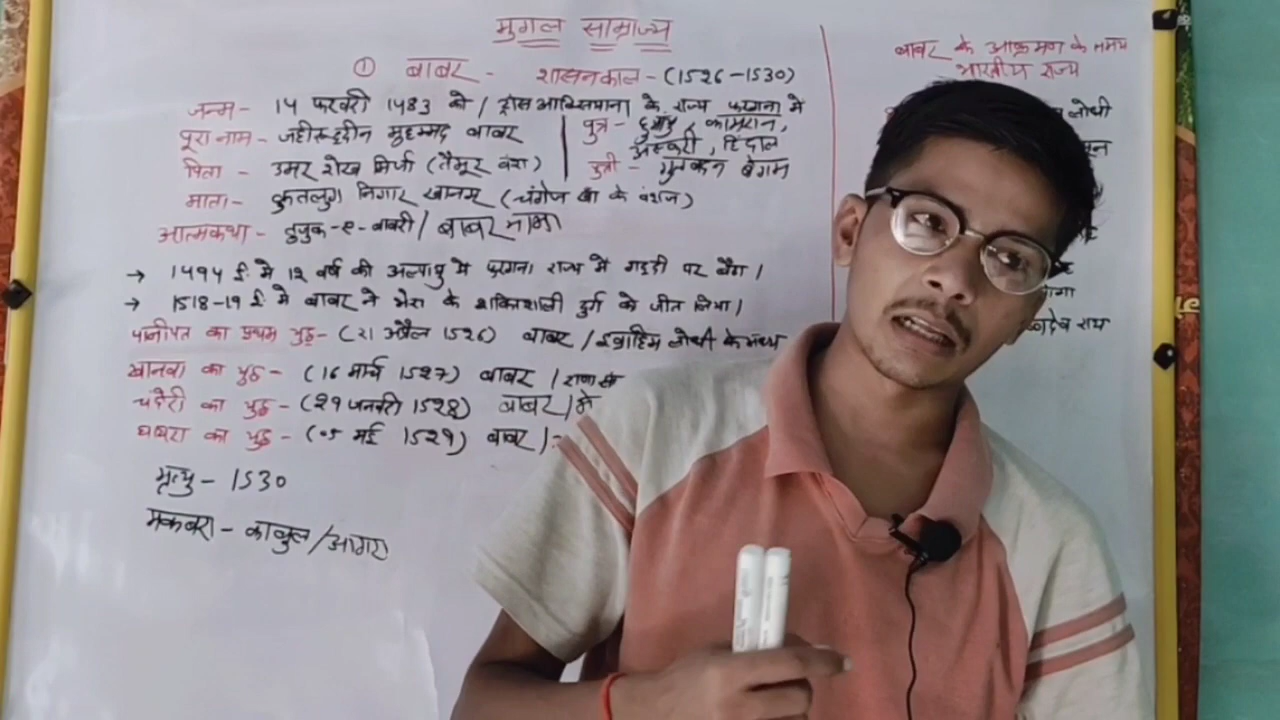 मुगल साम्राज्य
① बाबर - शासनकाल - (1526-1530)
जन्म - 14 फरवरी 1483 को / ट्रांस आक्सियाना के राज्य फरगना में
पूरा नाम - जहीरूद्दीन मुहम्मद बाबर
पुत्र - हुमायु, कामरान,
अस्करी, हिंदाल
पिता - उमर शेख मिर्जा (तैमूर वंश)
पुत्री - गुलबदन बेगम
माता - कुतलुग निगार खानम् (चंगेज खां के वंशज)
आत्मकथा - तुजुक-ए-बाबरी / बाबर नामा
→ 1494 ई. मे 12 वर्ष की अल्पायु मे फरगना राज्य मे गद्दी पर बैठा।
→ 1518-19 ई मे बाबर ने भेरा के शक्तिशाली दुर्ग को जीत लिया।
पानीपत का प्रथम युद्ध - (21 अप्रैल 1526) बाबर / इब्राहिम लोधी के मध्य
खानवा का युद्ध - (16 मार्च 1527) बाबर / राणा
चंदेरी का युद्ध - (29 जनवरी 1528) बाबर / मे
घाघरा का युद्ध - (05 मई 1529) बाबर /
मृत्यु - 1530
मकबरा - काबुल / आगरा
बाबर के आक्रमण के समय
भारतीय राज्य
लोधी
राय